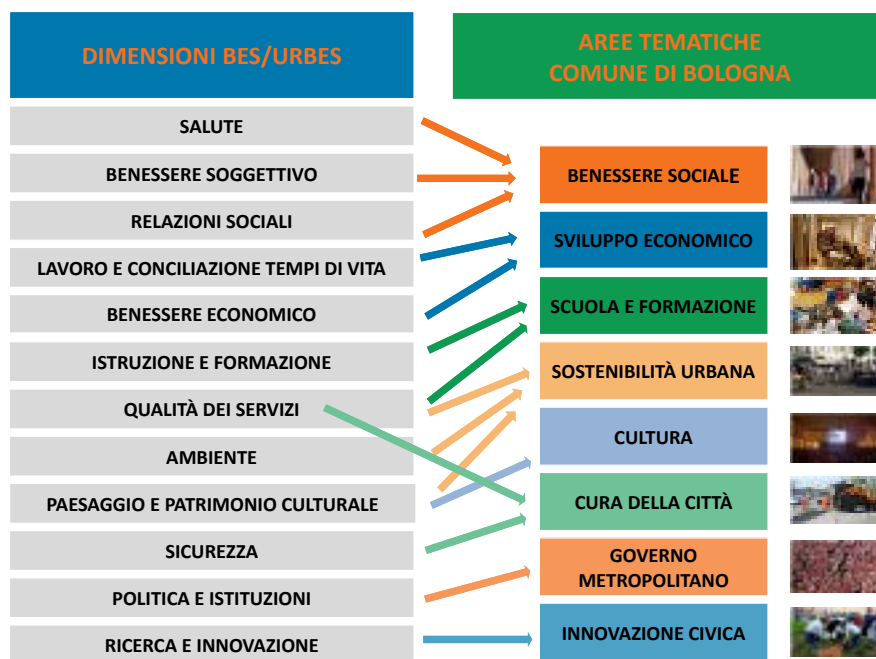 DIMENSIONI BES/URBES
SALUTE
BENESSERE SOGGETTIVO
RELAZIONI SOCIALI
LAVORO E CONCILIAZIONE TEMPI DI VITA
BENESSERE ECONOMICO
ISTRUZIONE E FORMAZIONE
QUALITÀ DEI SERVIZI
AMBIENTE
PAESAGGIO E PATRIMONIO CULTURALE
SICUREZZA
POLITICA E ISTITUZIONI
RICERCA E INNOVAZIONE
AREE TEMATICHE
COMUNE DI BOLOGNA
BENESSERE SOCIALE
SVILUPPO ECONOMICO
SCUOLA E FORMAZIONE
SOSTENIBILITÀ URBANA
CULTURA
CURA DELLA CITTÀ
GOVERNO
METROPOLITANO
INNOVAZIONE CIVICA